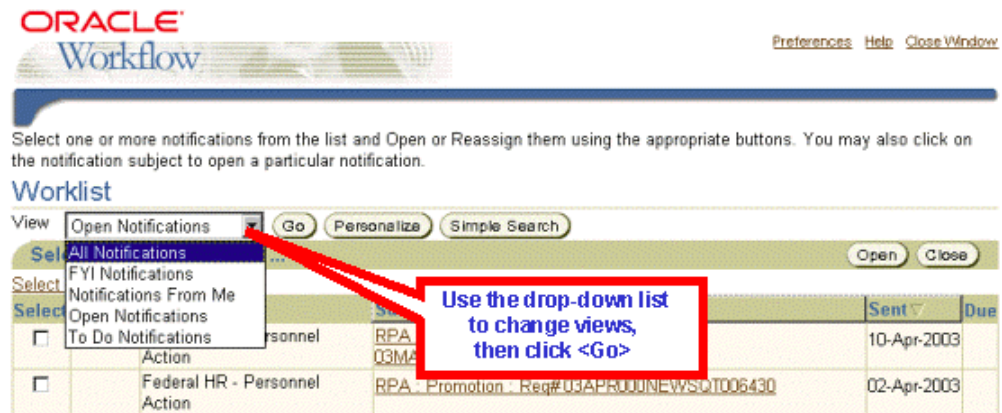 ORACLE
Workflow
Preferences Help Close Window
Select one or more notifications from the list and Open or Reassign them using the appropriate buttons. You may also click on
the notification subject to open a particular notification.
Worklist
View Open Notifications Go Personalize Simple Search
Sel ... Open Close
All Notifications
FYI Notifications
Notifications From Me
Open Notifications
To Do Notifications
Select
Use the drop-down list
to change views,
then click <Go>
Select Sent Due
rsonnel RPA 10-Apr-2003
Action 03MA
Federal HR - Personnel RPA : Promotion : Req# 03APR000NEWSQT006430 02-Apr-2003
Action